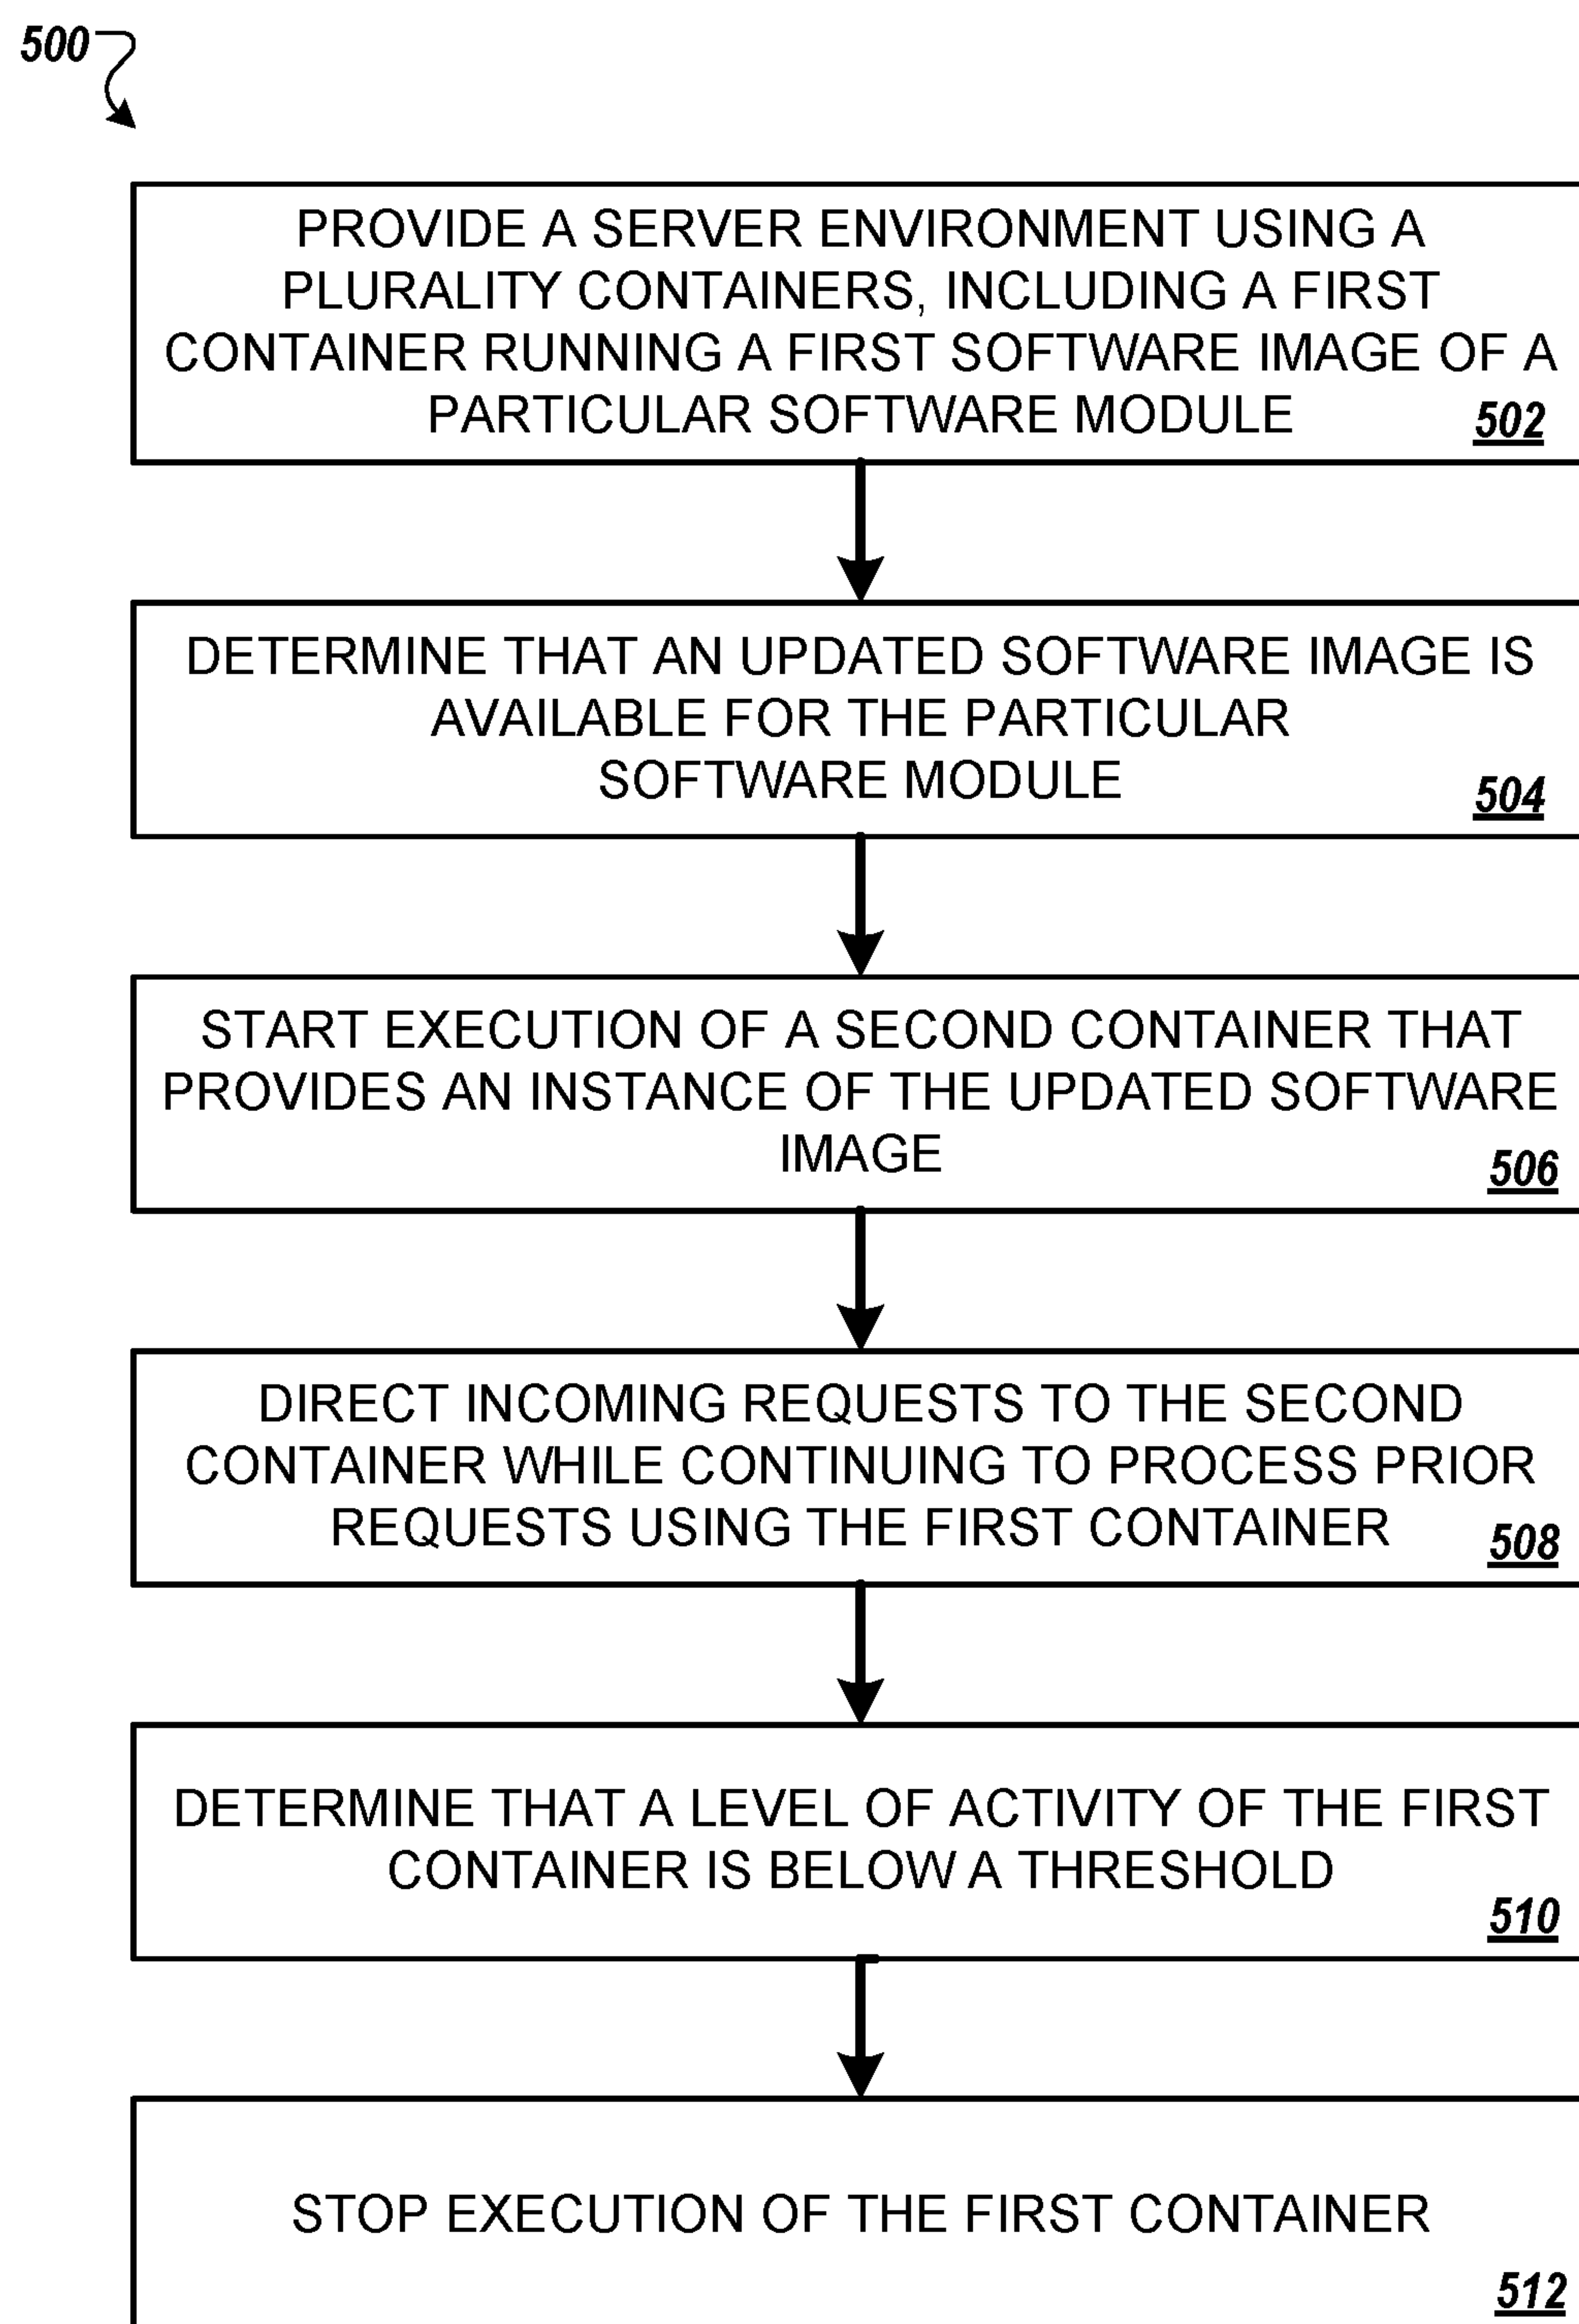 500
PROVIDE A SERVER ENVIRONMENT USING A
PLURALITY CONTAINERS, INCLUDING A FIRST
CONTAINER RUNNING A FIRST SOFTWARE IMAGE OF A
PARTICULAR SOFTWARE MODULE
502
DETERMINE THAT AN UPDATED SOFTWARE IMAGE IS
AVAILABLE FOR THE PARTICULAR
SOFTWARE MODULE
504
START EXECUTION OF A SECOND CONTAINER THAT
PROVIDES AN INSTANCE OF THE UPDATED SOFTWARE
IMAGE
506
DIRECT INCOMING REQUESTS TO THE SECOND
CONTAINER WHILE CONTINUING TO PROCESS PRIOR
REQUESTS USING THE FIRST CONTAINER
508
DETERMINE THAT A LEVEL OF ACTIVITY OF THE FIRST
CONTAINER IS BELOW A THRESHOLD
510
STOP EXECUTION OF THE FIRST CONTAINER
512